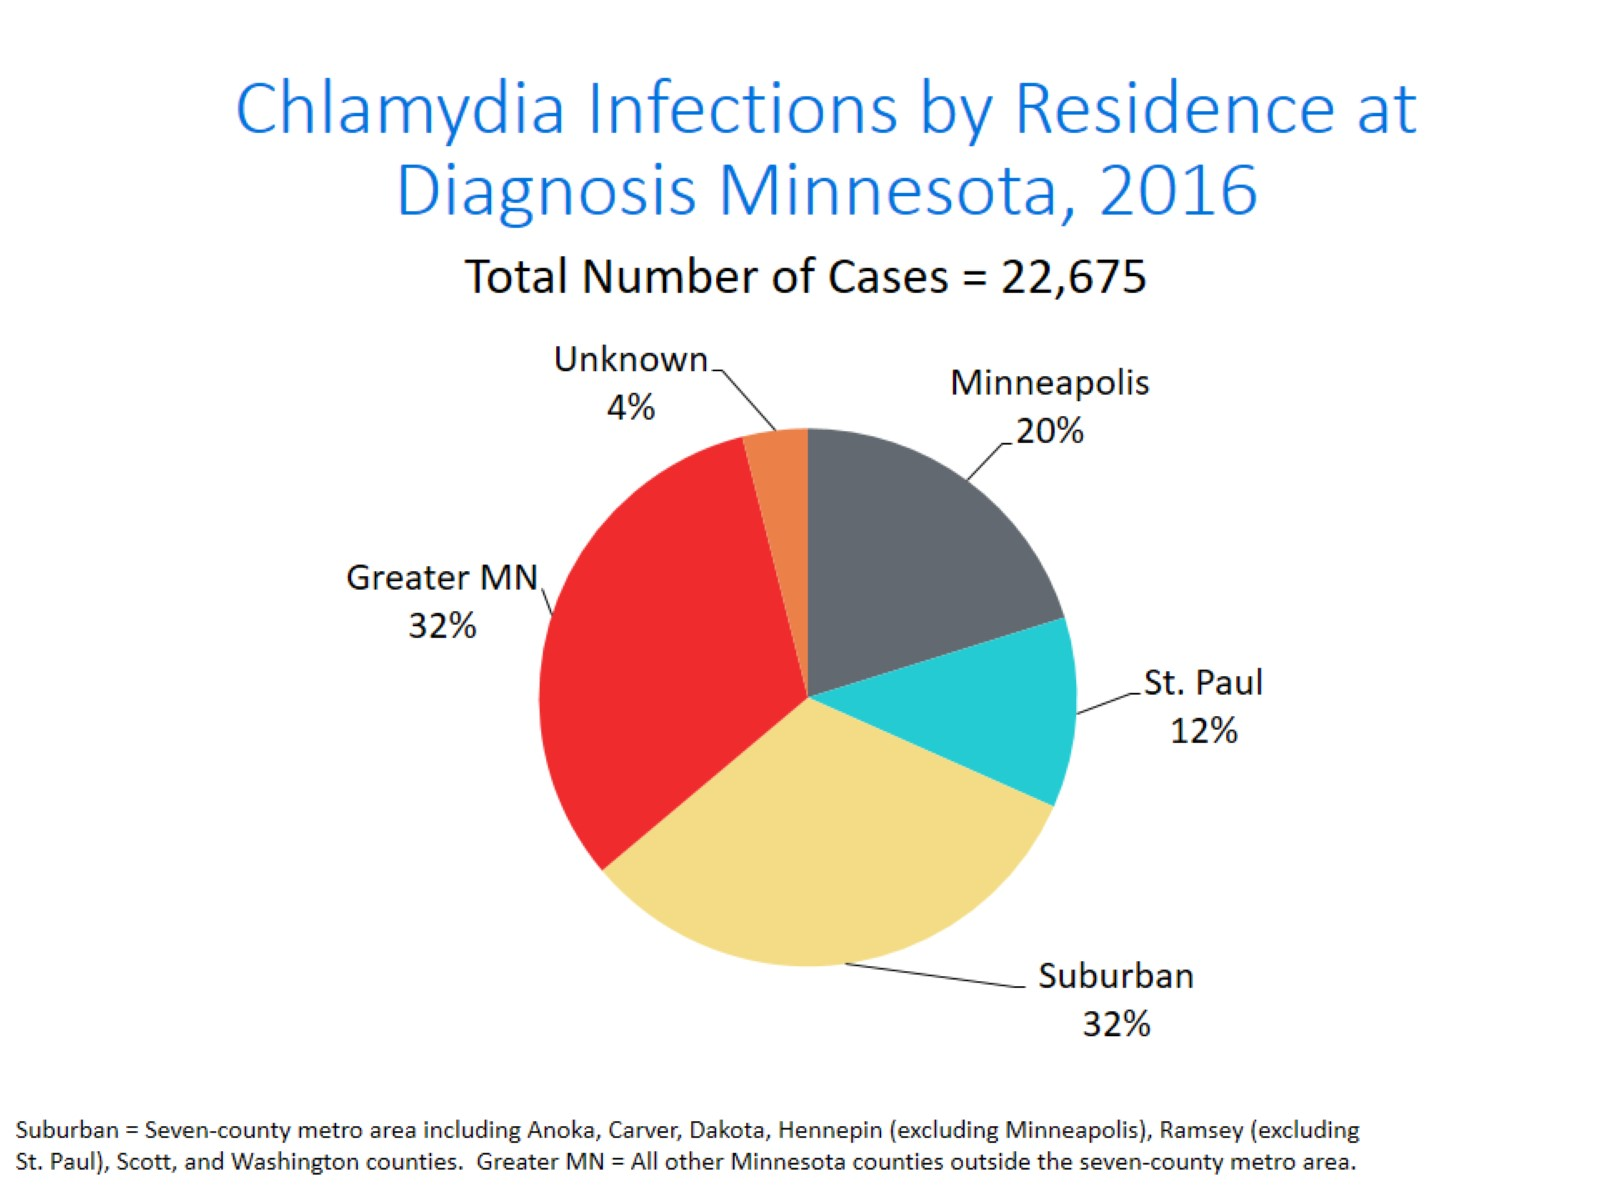 Chlamydia Infections by Residence at
Diagnosis Minnesota, 2016
Total Number of Cases = 22,675
Unknown
4%
Minneapolis
20%
Greater MN
32%
St. Paul
12%
Suburban
32%
Suburban = Seven-county metro area including Anoka, Carver, Dakota, Hennepin (excluding Minneapolis), Ramsey (excluding
St. Paul), Scott, and Washington counties.  Greater MN = All other Minnesota counties outside the seven-county metro area.